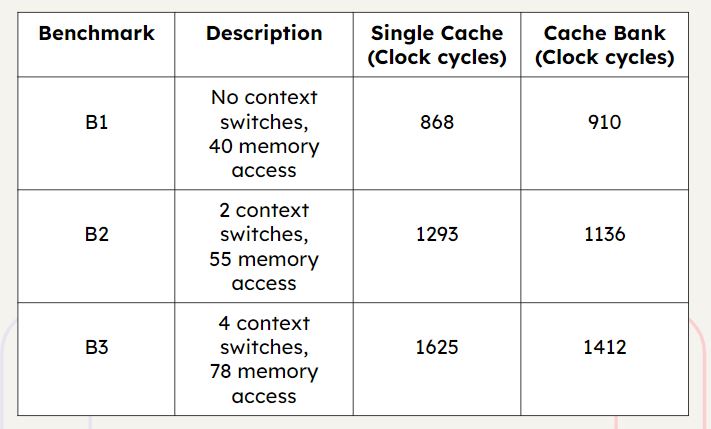 Benchmark
Description
Single Cache
(Clock cycles)
Cache Bank
(Clock cycles)
B1
No context
switches,
40 memory
access
868
910
B2
2 context
switches,
55 memory
access
1293
1136
B3
4 context
switches,
78 memory
access
1625
1412